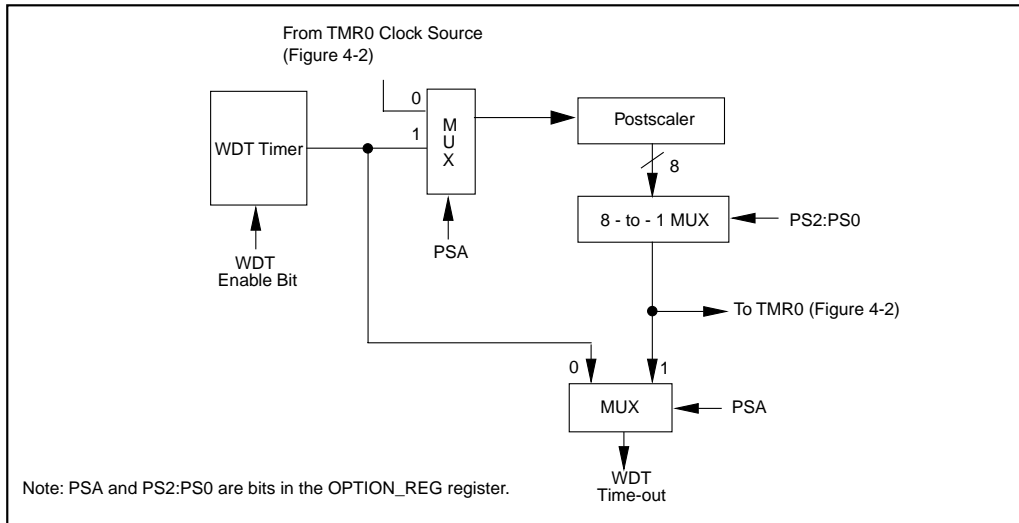 From TMR0 Clock Source
(Figure 4-2)
0
1
M
U
X
WDT Timer
Postscaler
8
8 - to - 1 MUX
PS2:PS0
PSA
WDT
Enable Bit
To TMR0 (Figure 4-2)
0
1
MUX
PSA
WDT
Time-out
Note: PSA and PS2:PS0 are bits in the OPTION_REG register.